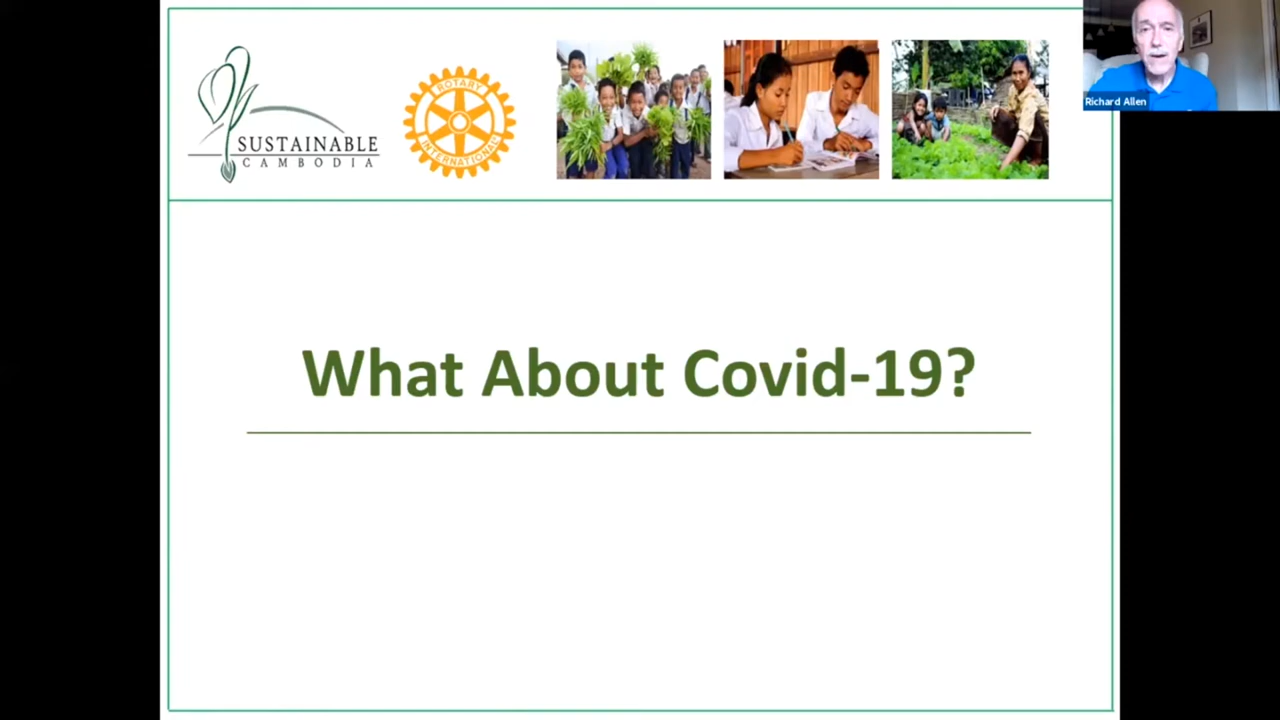 SUSTAINABLE
CAMBODIA
ROTARY
INTERNATIONAL
Richard Allen
What About Covid-19?